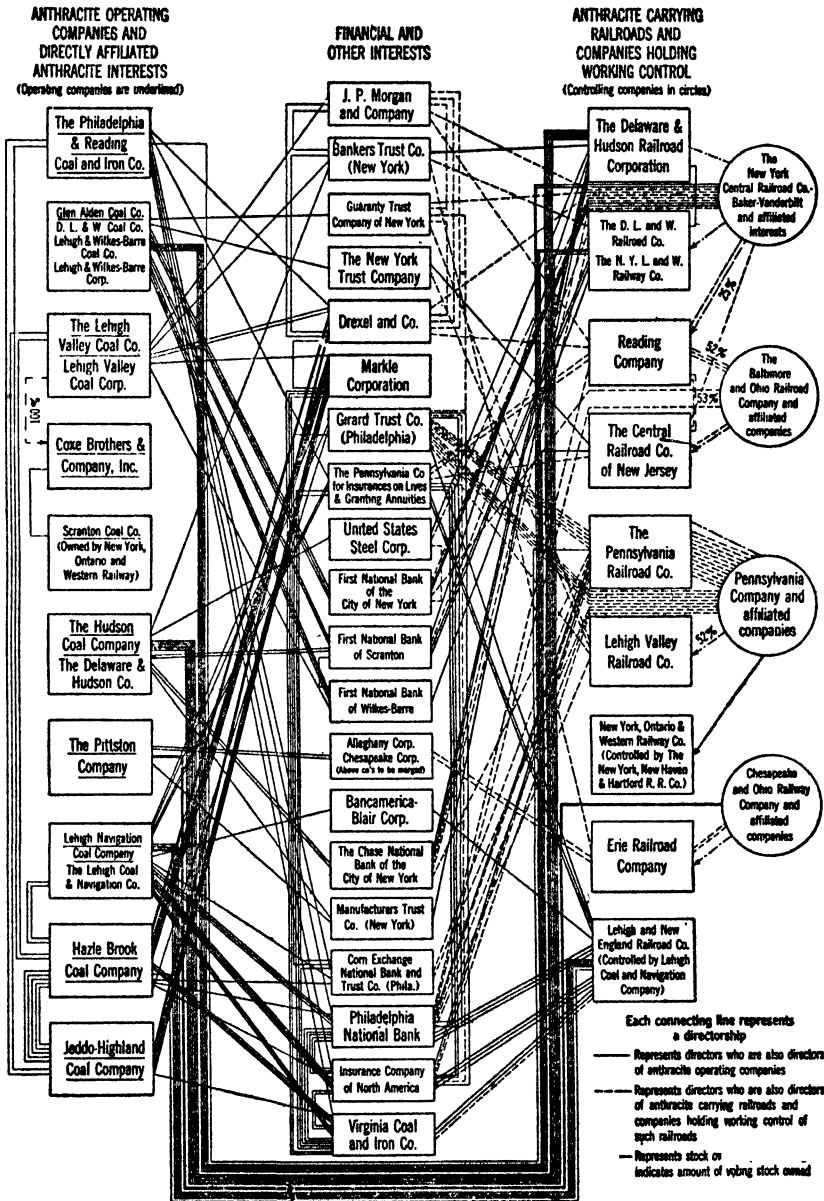 ANTHRACITE OPERATING
COMPANIES AND
DIRECTLY AFFILIATED
ANTHRACITE INTERESTS
(Operating companies are underlined)
The Philadelphia
& Reading
Coal and Iron Co.
Glen Alden Coal Co.
D. L. & W. Coal Co.
Lehigh & Wilkes-Barre
Coal Co.
Lehigh & Wilkes-Barre
Corp.
The Lehigh
Valley Coal Co.
Lehigh Valley
Coal Corp.
100%
Coxe Brothers &
Company, Inc.
Scranton Coal Co.
(Owned by New York,
Ontario and
Western Railway)
The Hudson
Coal Company
The Delaware &
Hudson Co.
The Pittston
Company
Lehigh Navigation
Coal Company
The Lehigh Coal
& Navigation Co.
Hazle Brook
Coal Company
Jeddo-Highland
Coal Company
FINANCIAL AND
OTHER INTERESTS
J. P. Morgan
and Company
Bankers Trust Co.
(New York)
Guaranty Trust
Company of New York
The New York
Trust Company
Drexel and Co.
Markle
Corporation
Girard Trust Co.
(Philadelphia)
The Pennsylvania Co
for Insurances on Lives
& Granting Annuities
United States
Steel Corp.
First National Bank
of the
City of New York
First National Bank
of Scranton
First National Bank
of Wilkes-Barre
Alleghany Corp.
Chesapeake Corp.
(Above co's to be merged)
Bancamerica-
Blair Corp.
The Chase National
Bank of the
City of New York
Manufacturers Trust
Co. (New York)
Corn Exchange
National Bank and
Trust Co. (Phila.)
Philadelphia
National Bank
Insurance Company
of North America
Virginia Coal
and Iron Co.
ANTHRACITE CARRYING
RAILROADS AND
COMPANIES HOLDING
WORKING CONTROL
(Controlling companies in circles)
The Delaware &
Hudson Railroad
Corporation
The D. L. and W.
Railroad Co.
The N. Y. L. and W.
Railway Co.
Reading
Company
The Central
Railroad Co.
of New Jersey
The
Pennsylvania
Railroad Co.
Lehigh Valley
Railroad Co.
New York, Ontario &
Western Railway Co.
(Controlled by The
New York, New Haven
& Hartford R. R. Co.)
Erie Railroad
Company
Lehigh and New
England Railroad Co.
(Controlled by Lehigh
Coal and Navigation
Company)
The
New York
Central Railroad Co.-
Baker-Vanderbilt
and affiliated
interests
25%
52%
53%
The
Baltimore
and Ohio Railroad
Company and
affiliated
companies
Pennsylvania
Company and
affiliated
companies
52%
Chesapeake
and Ohio Railway
Company and
affiliated
companies
Each connecting line represents
a directorship
Represents directors who are also directors
of anthracite operating companies
Represents directors who are also directors
of anthracite carrying railroads and
companies holding working control of
such railroads
Represents stock ov
indicates amount of voting stock owned